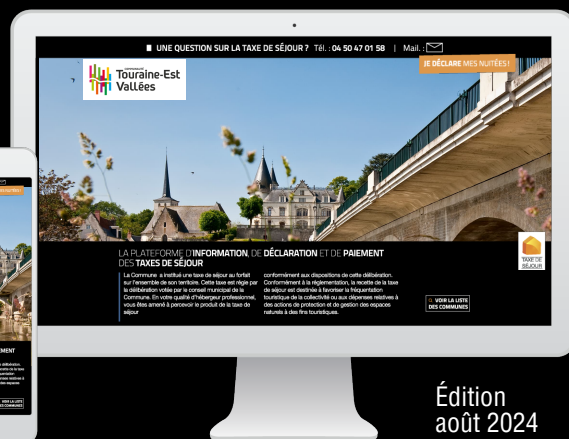 UNE QUESTION SUR LA TAXE DE SÉJOUR ? Tél. : 04 50 47 01 58 | Mail. :
JE DÉCLARE MES NUITÉES !
COMMUNAUTÉ
Touraine-Est
Vallées
LA PLATEFORME D'INFORMATION, DE DÉCLARATION ET DE PAIEMENT
DES TAXES DE SÉJOUR
La Commune a institué une taxe de séjour au forfait
sur l'ensemble de son territoire. Cette taxe est régie par
la délibération votée par le conseil municipal de la
Commune. En votre qualité d'hébergeur professionnel,
vous êtes amené à percevoir le produit de la taxe de
séjour
conformément aux dispositions de cette délibération.
Conformément à la réglementation, la recette de la taxe
de séjour est destinée à favoriser la fréquentation
touristique de la collectivité ou aux dépenses relatives à
des actions de protection et de gestion des espaces
naturels à des fins touristiques.
TAXE DE
SÉJOUR
VOIR LA LISTE
DES COMMUNES
Édition
août 2024